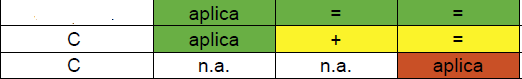 aplica = =
C aplica + =
C n.a. n.a. aplica